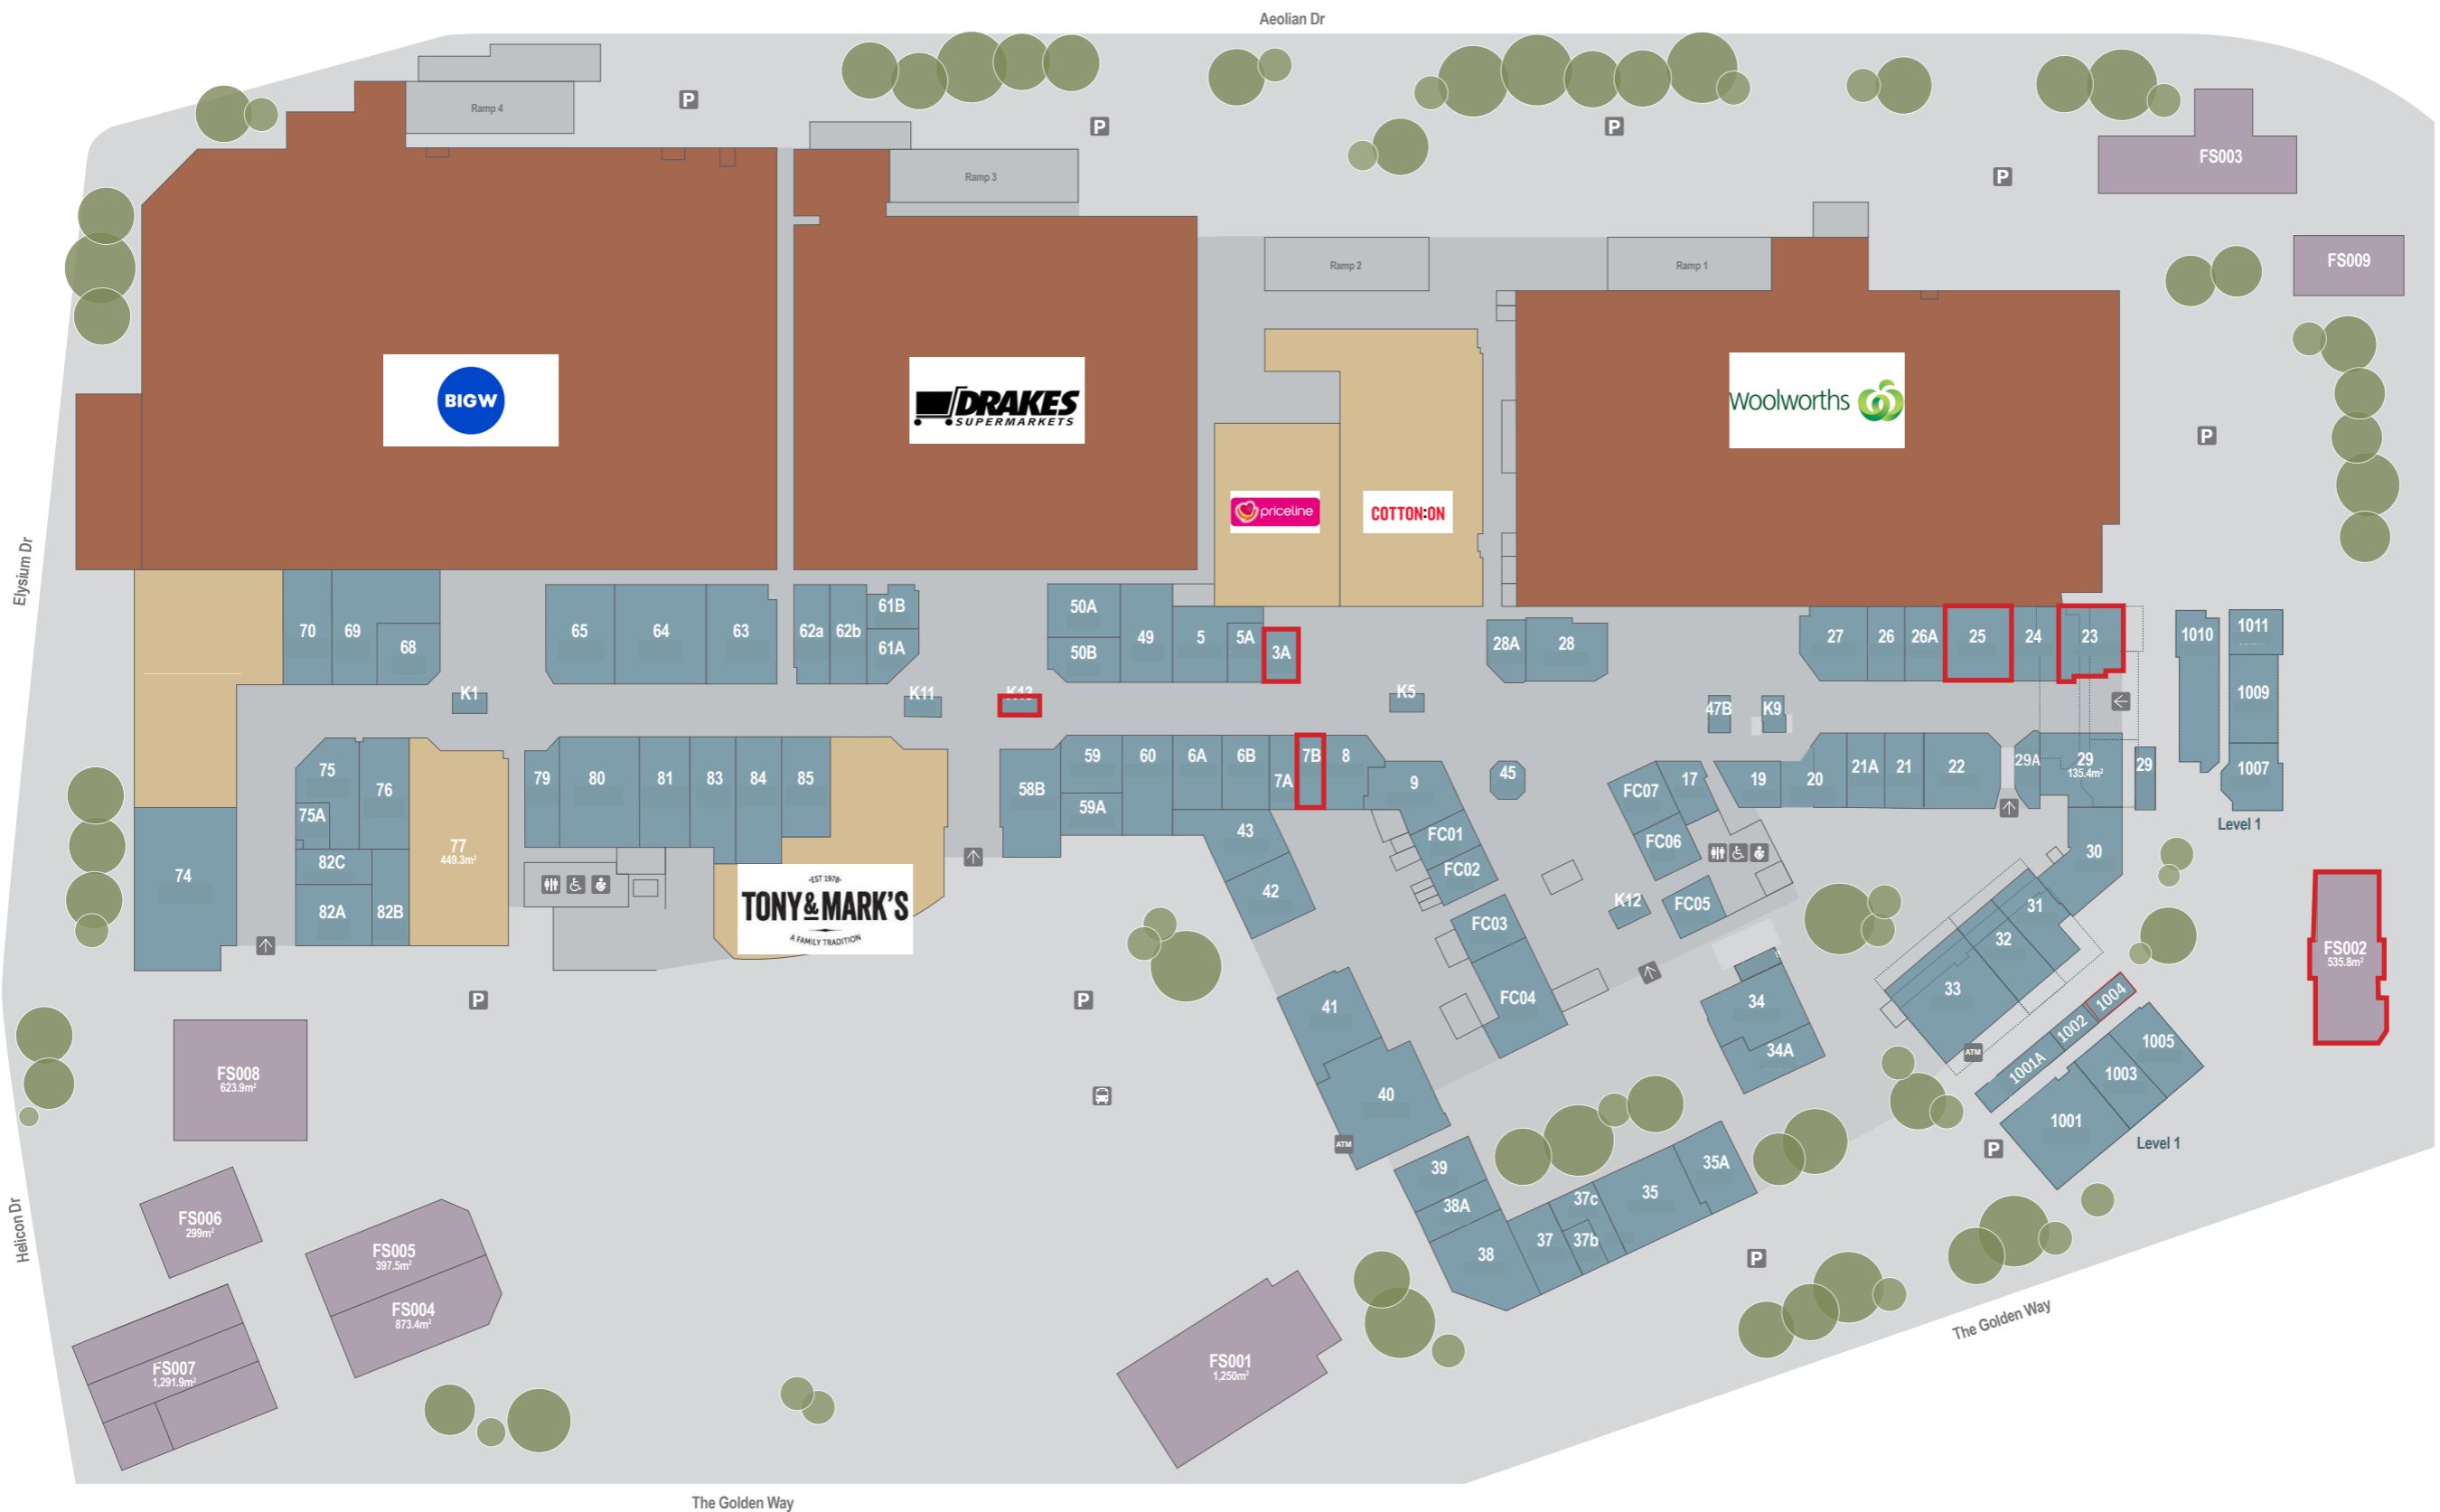 Aeolian Dr
Ramp 4
P
P
P
Ramp 3
FS003
P
FS009
Ramp 2
Ramp 1
BIGW
DRAKES
SUPERMARKETS
Woolworths
P
priceline
COTTON:ON
Elysium Dr
70
69
68
65
64
63
62a
62b
61B
61A
50A
50B
49
5
5A
3A
28A
28
27
26
26A
25
24
23
1010
1011
1009
1007
Level 1
K1
K11
K13
K5
47B
K9
75
75A
76
77
449.3m²
82C
82A
82B
74
79
80
81
83
84
85
EST 1978
TONY&MARK'S
A FAMILY TRADITION
58B
59
59A
60
6A
6B
7A
7B
8
9
45
43
42
FC01
FC02
FC03
FC04
FC07
17
FC06
FC05
K12
19
20
21A
21
22
29A
29
135.4m²
29
30
31
32
33
FS002
535.8m²
1004
1002
1001A
1005
1003
1001
Level 1
ATM
P
P
P
41
40
ATM
34
34A
39
38A
38
37
37c
37b
35
35A
P
FS008
623.9m²
FS006
299m²
FS005
397.5m²
FS004
873.4m²
FS007
1,291.9m²
FS001
1,250m²
Helicon Dr
The Golden Way
The Golden Way